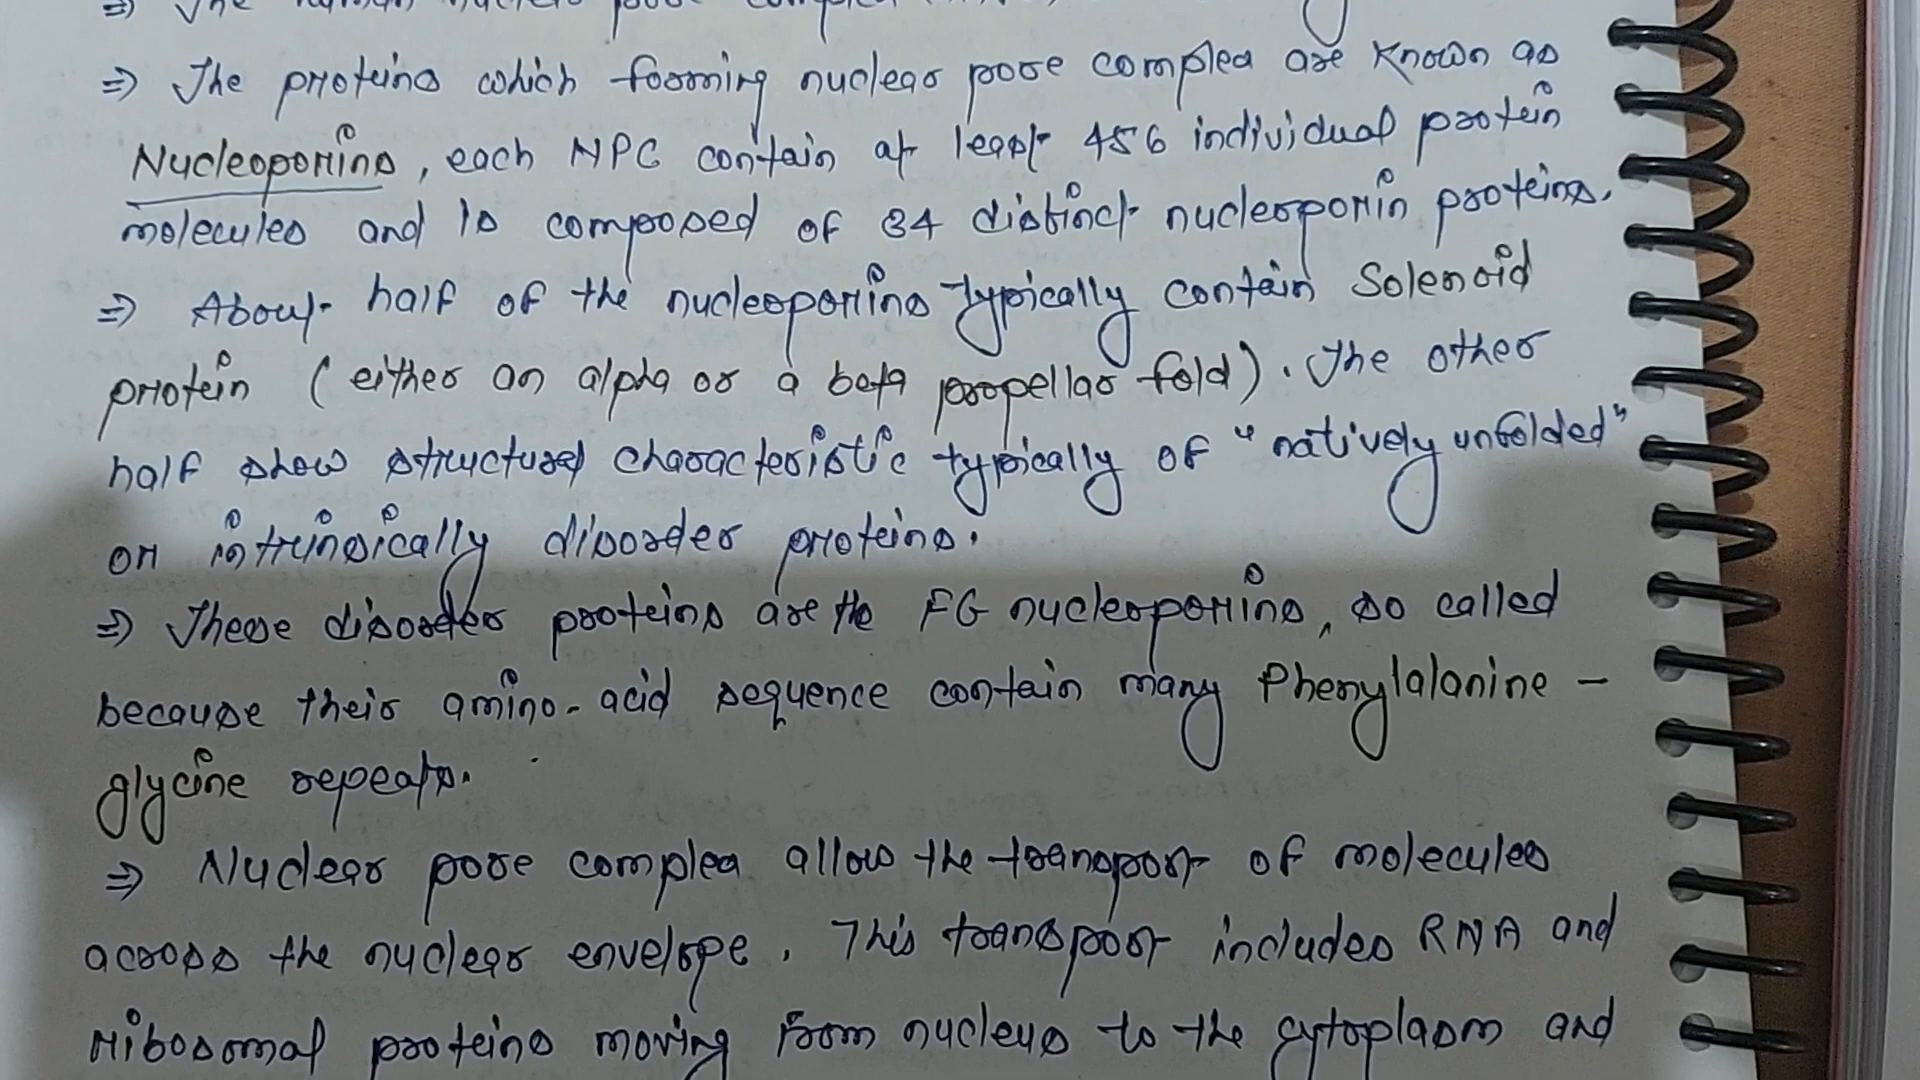 ⇒ The human nuclear pore comple
⇒ The proteins which forming nuclear pore complex are known as
Nucleoporins, each NPC contain at least 456 individual protein
molecules and is composed of 34 distinct nucleoporin proteins.
⇒ About half of the nucleoporins typically contain Solenoid
protein (either an alpha or a beta propellar fold). The other
half show structural characteristic typically of "natively unfolded"
or intrinsically disorder proteins.
⇒ These disorder proteins are the FG nucleoporins, so called
because their amino-acid sequence contain many Phenylalanine -
glycine repeats.
⇒ Nuclear pore complex allow the transport of molecules
across the nuclear envelope. This transport includes RNA and
ribosomal proteins moving from nucleus to the cytoplasm and